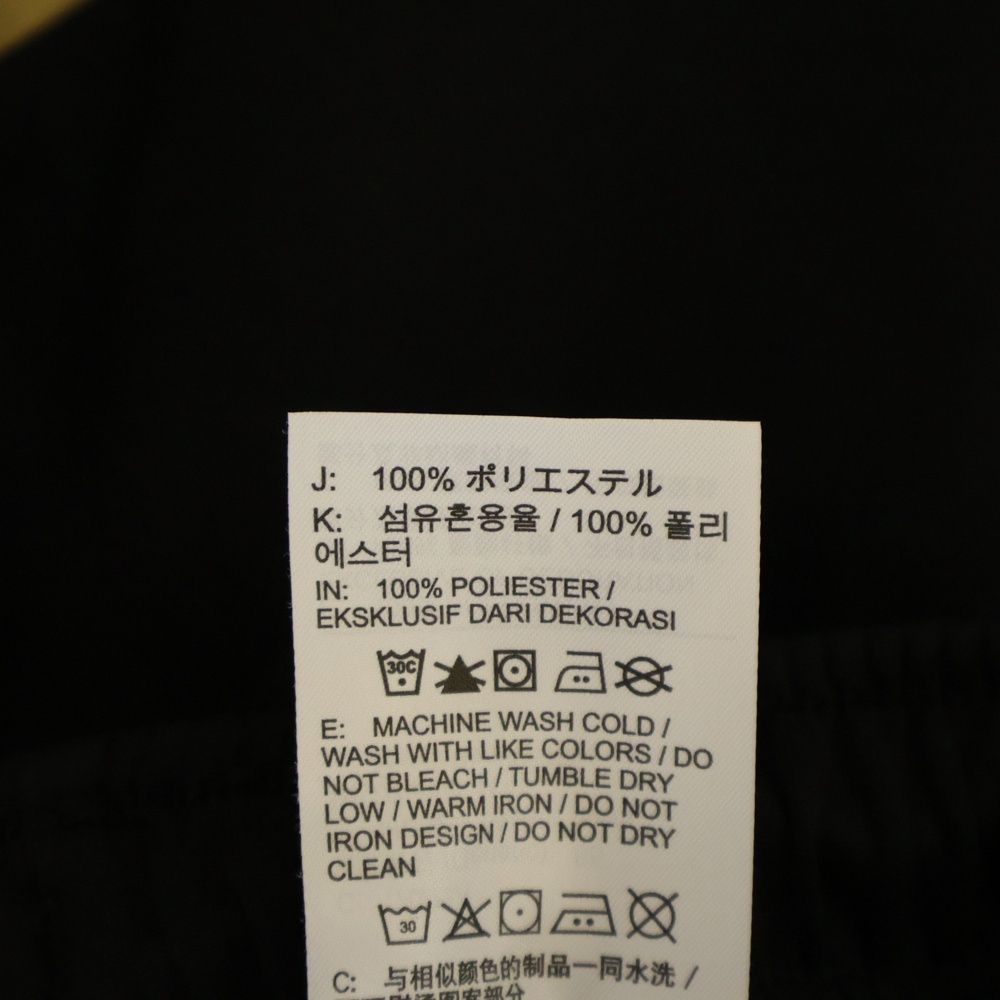 J: 100% ポリエステル
K: 섬유혼용율 / 100% 폴리
에스터
IN: 100% POLIESTER /
EKSKLUSIF DARI DEKORASI
30C
E: MACHINE WASH COLD /
WASH WITH LIKE COLORS / DO
NOT BLEACH / TUMBLE DRY
LOW / WARM IRON / DO NOT
IRON DESIGN / DO NOT DRY
CLEAN
30
C: 与相似颜色的制品一同水洗 /